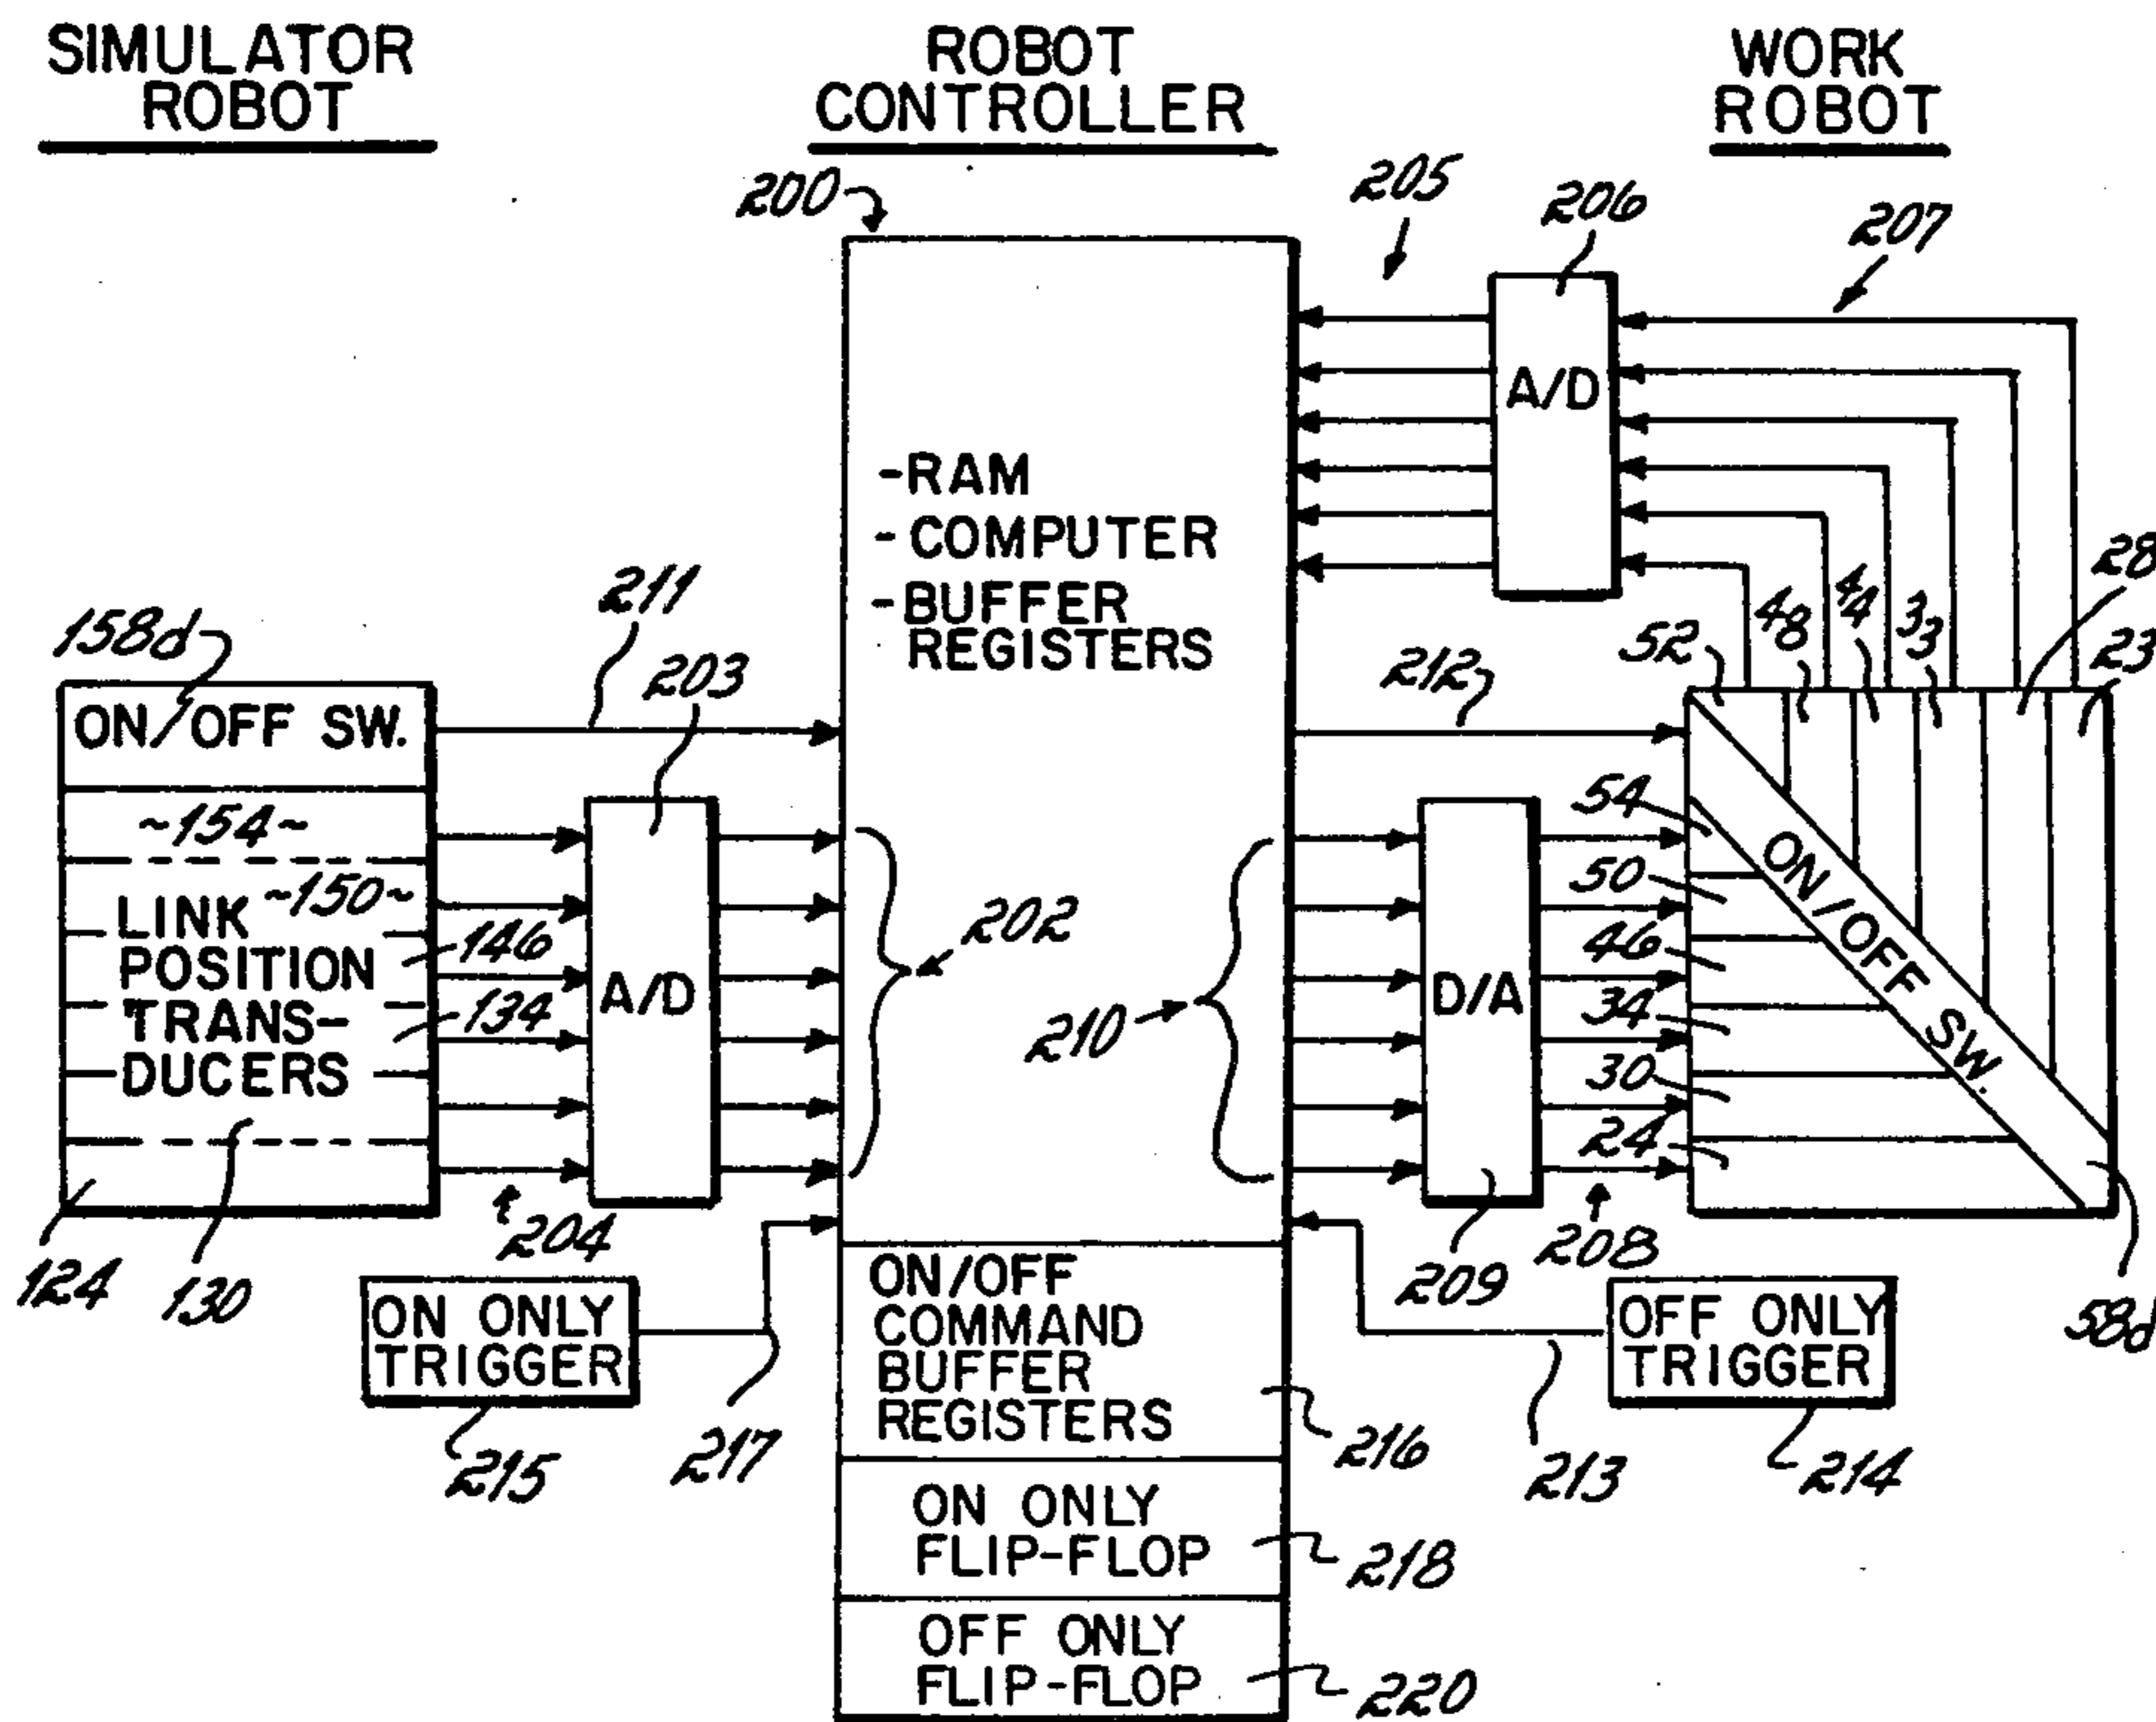 SIMULATOR
ROBOT
ROBOT
CONTROLLER
WORK
ROBOT
200
205
206
207
A/D
-RAM
-COMPUTER
-BUFFER
REGISTERS
28
23
33
44
48
52
211
203
212
158d
ON/OFF SW.
~154~
~150~
LINK
POSITION
TRANS-
DUCERS
146
134
A/D
202
210
D/A
54
50
46
34
30
24
ON/OFF SW.
124
130
204
209
208
58d
ON ONLY
TRIGGER
215
217
ON/OFF
COMMAND
BUFFER
REGISTERS
216
213
OFF ONLY
TRIGGER
214
ON ONLY
FLIP-FLOP
218
OFF ONLY
FLIP-FLOP
220